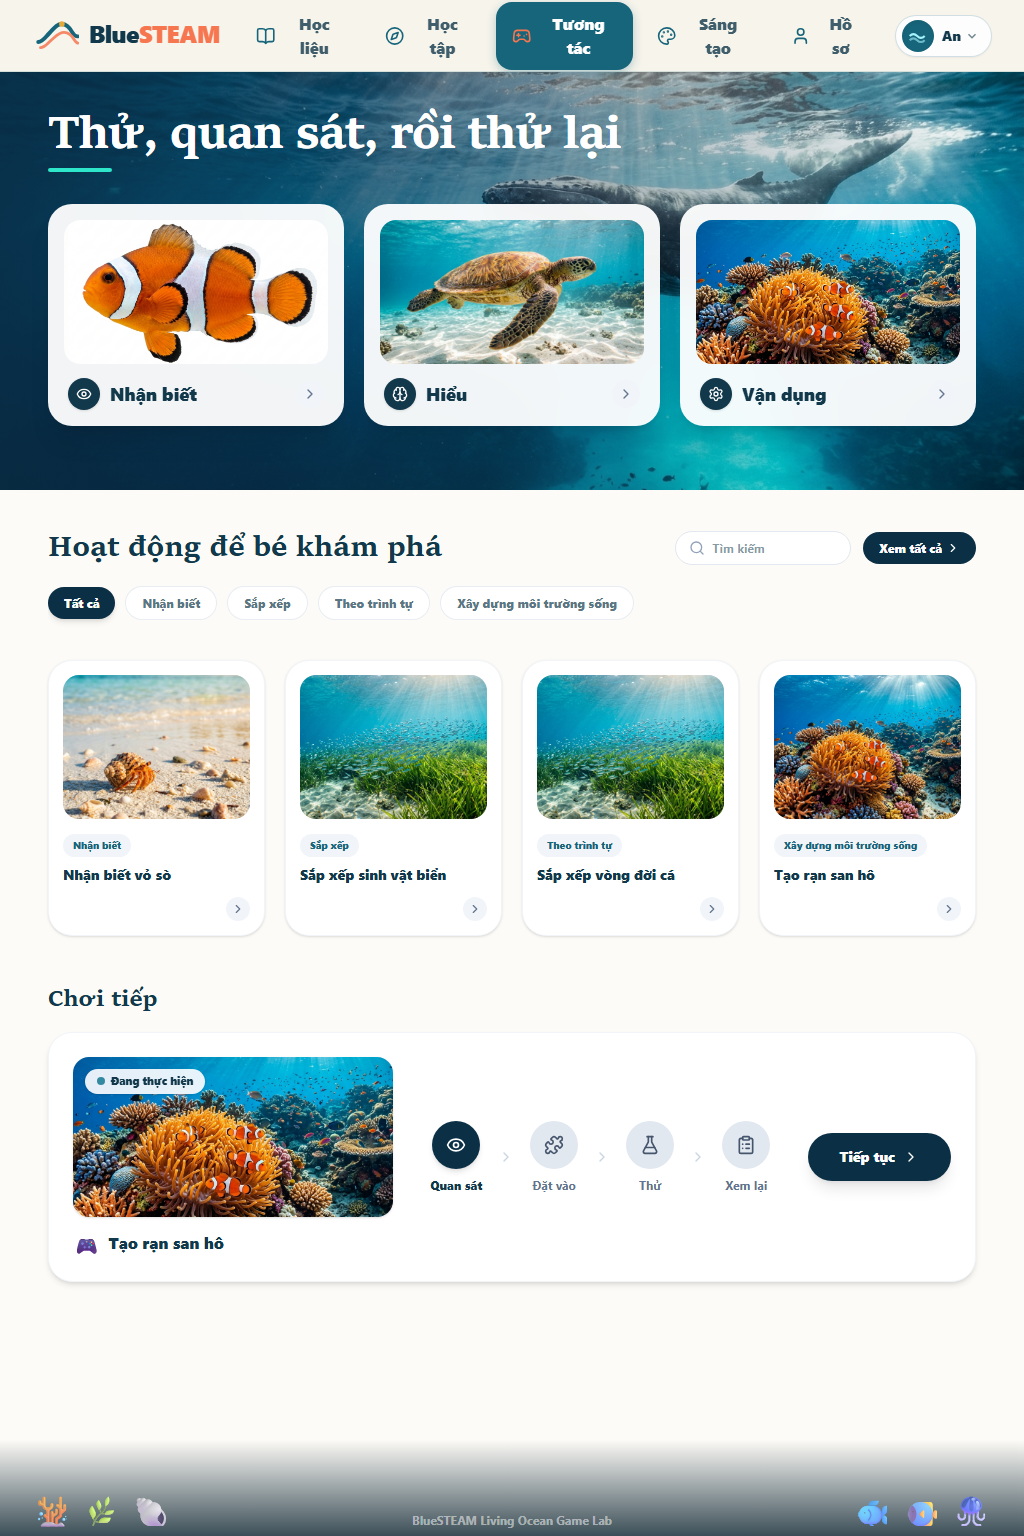 BlueSTEAM
Học liệu
Học tập
Tương tác
Sáng tạo
Hồ sơ
An
Thử, quan sát, rồi thử lại
Nhận biết
Hiểu
Vận dụng
Hoạt động để bé khám phá
Tìm kiếm
Xem tất cả
Tất cả
Nhận biết
Sắp xếp
Theo trình tự
Xây dựng môi trường sống
Nhận biết
Nhận biết vỏ sò
Sắp xếp
Sắp xếp sinh vật biển
Theo trình tự
Sắp xếp vòng đời cá
Xây dựng môi trường sống
Tạo rạn san hô
Chơi tiếp
Đang thực hiện
Tạo rạn san hô
Quan sát
Đặt vào
Thử
Xem lại
Tiếp tục
BlueSTEAM Living Ocean Game Lab